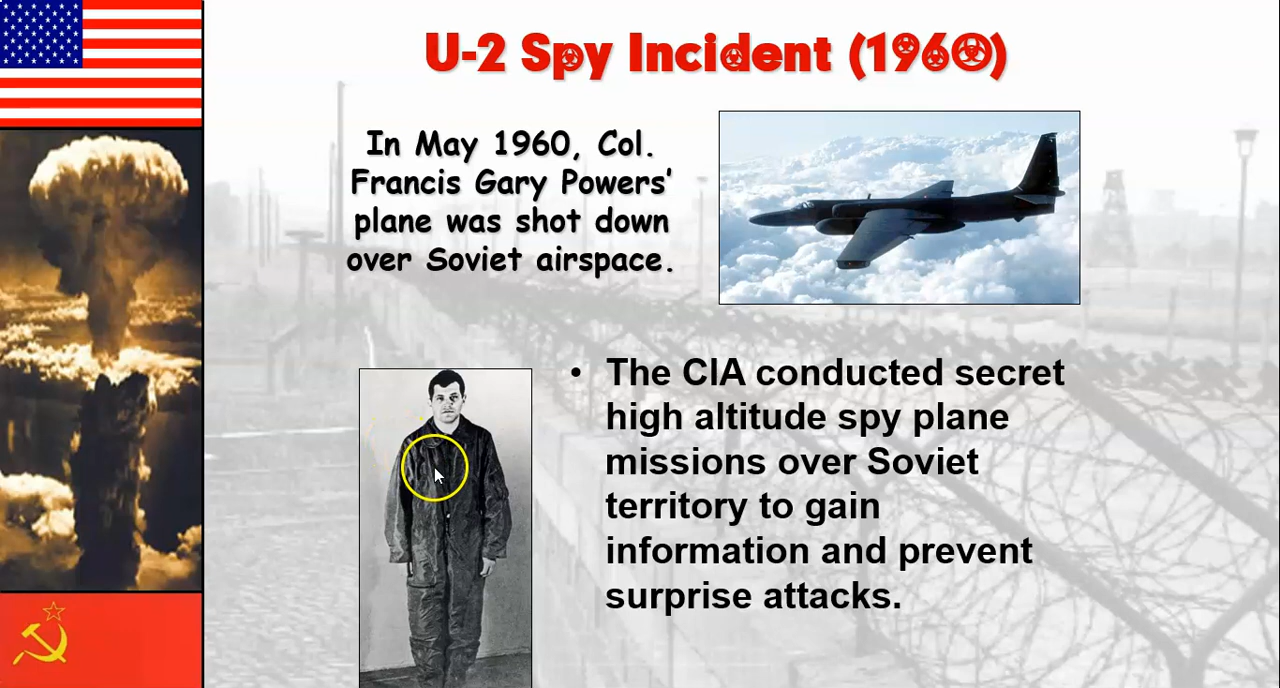 U-2 Spy Incident (1960)
In May 1960, Col.
Francis Gary Powers’
plane was shot down
over Soviet airspace.
• The CIA conducted secret
high altitude spy plane
missions over Soviet
territory to gain
information and prevent
surprise attacks.